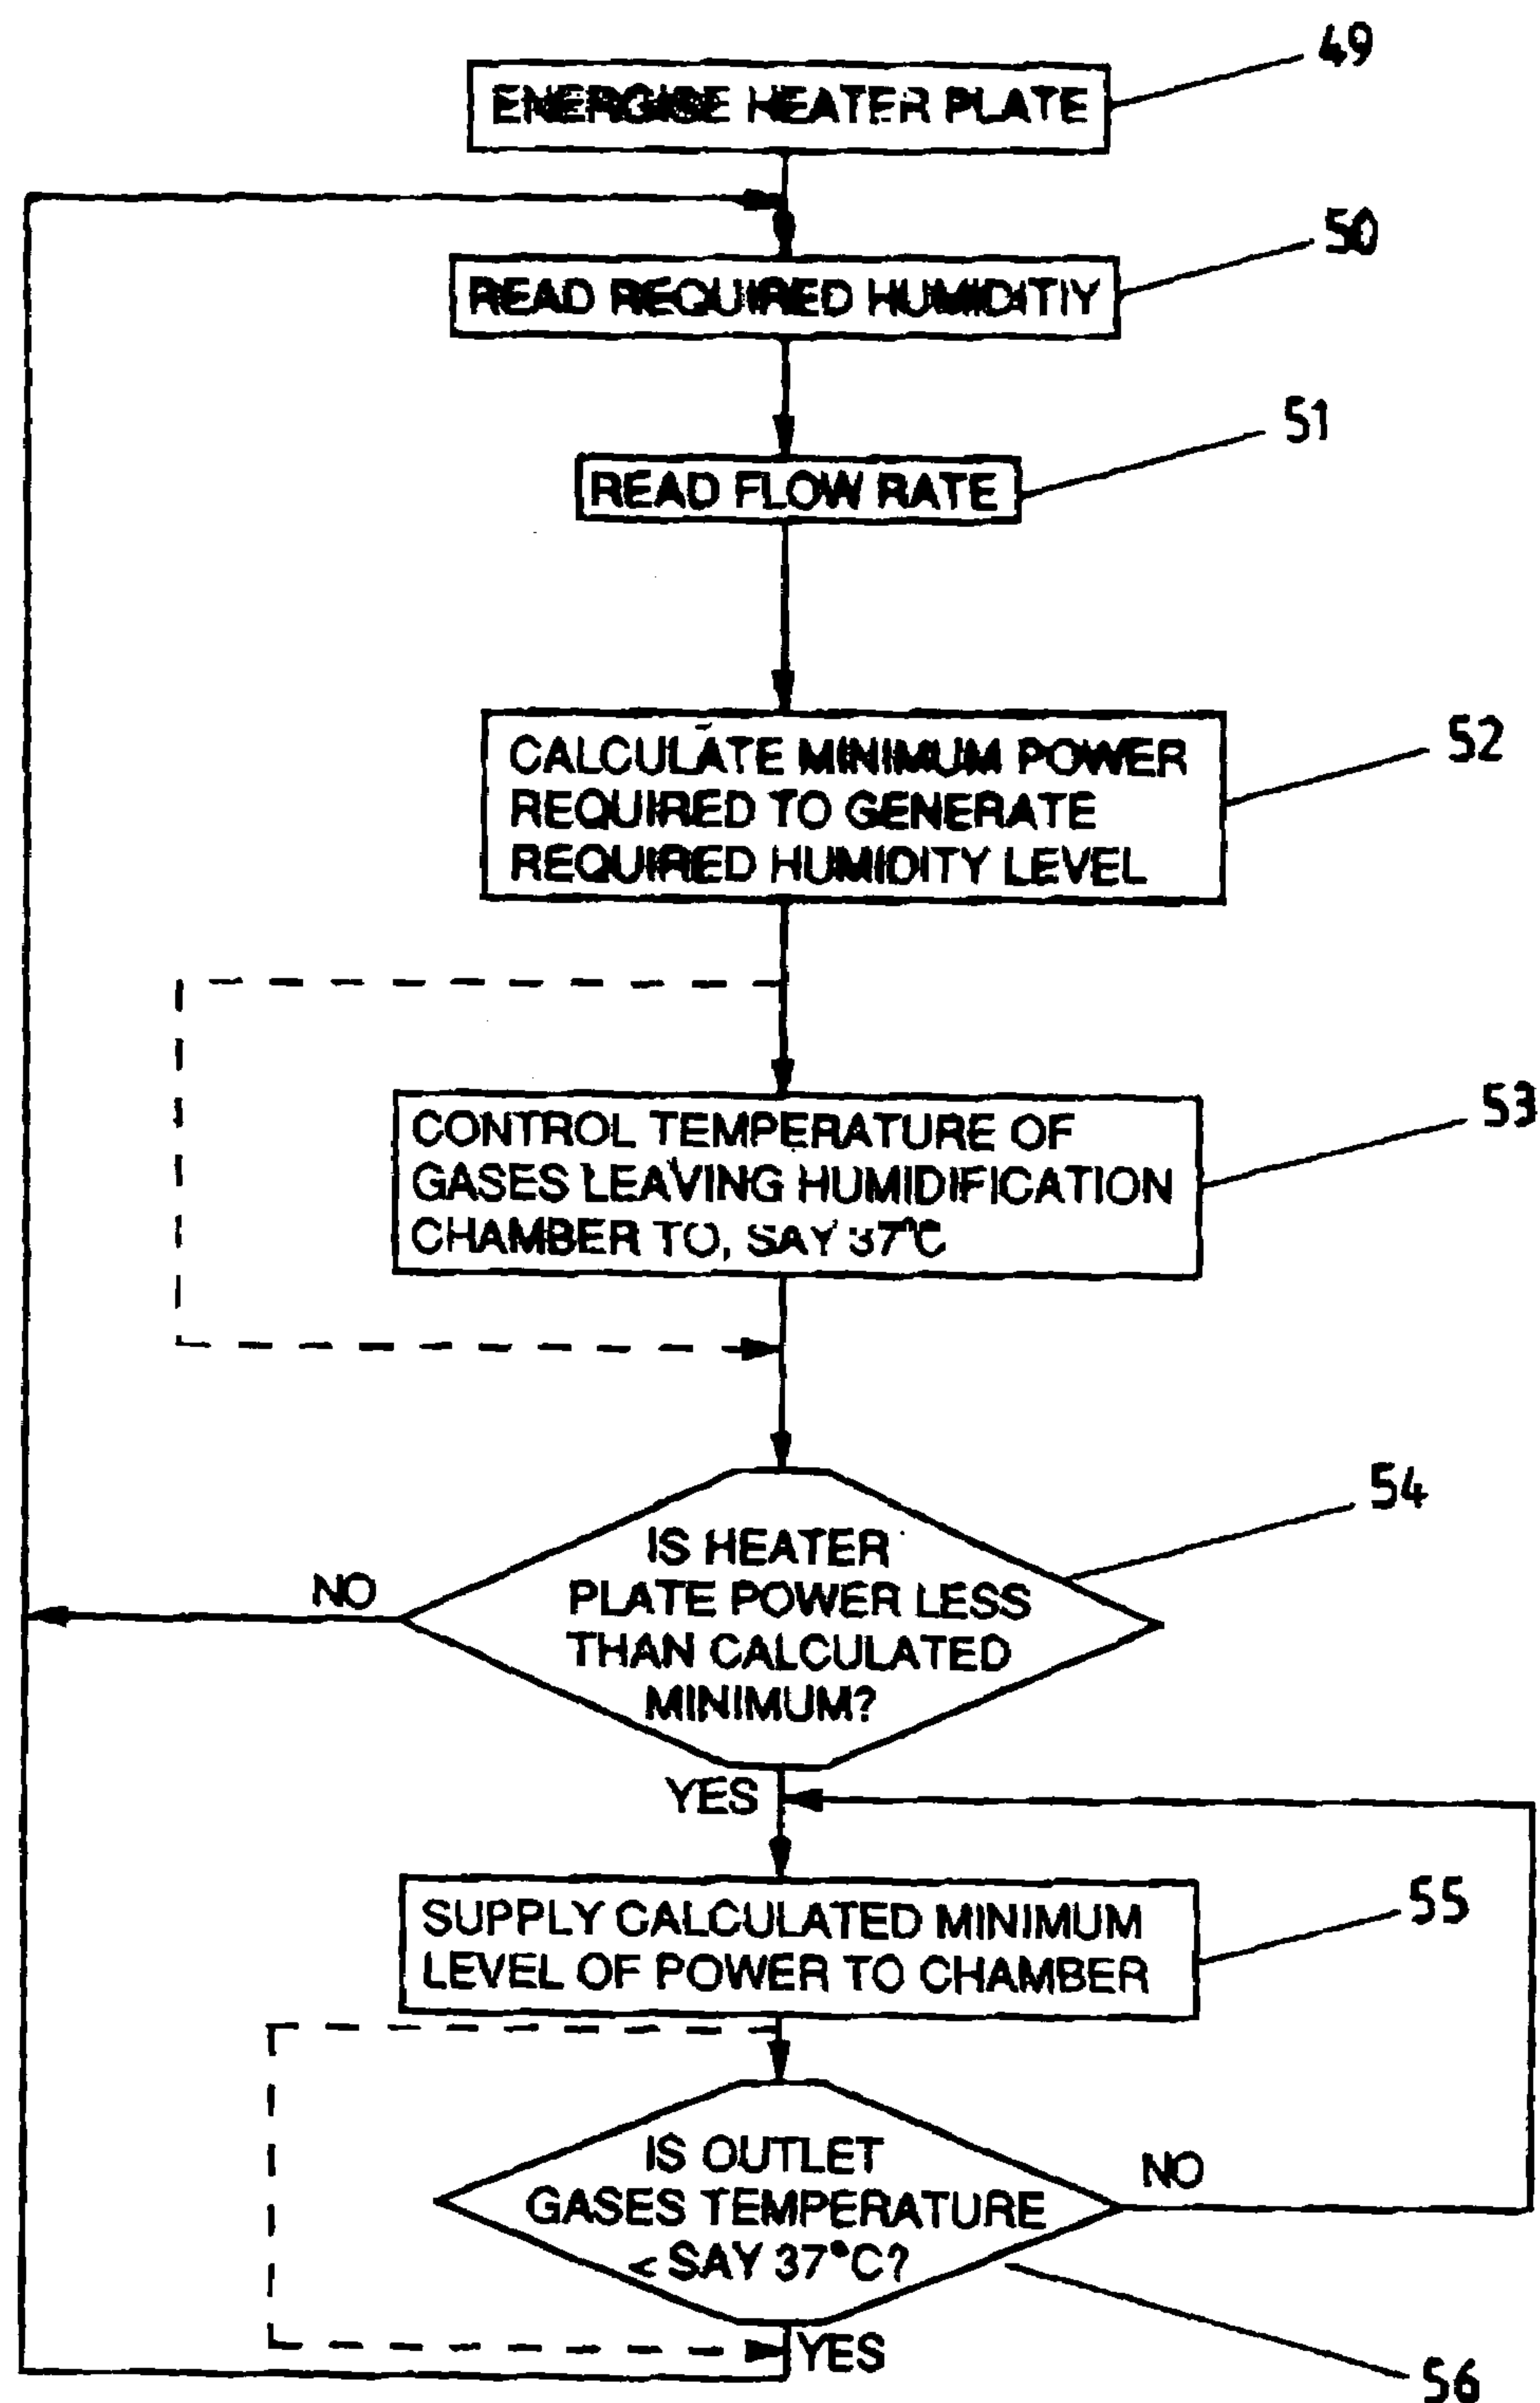 49
ENERGISE HEATER PLATE
50
READ REQUIRED HUMIDITIY
51
READ FLOW RATE
52
CALCULATE MINIMUM POWER
REQUIRED TO GENERATE
REQUIRED HUMIDITY LEVEL
53
CONTROL TEMPERATURE OF
GASES LEAVING HUMIDIFICATION
CHAMBER TO, SAY 37°C
54
IS HEATER
PLATE POWER LESS
THAN CALCULATED
MINIMUM?
NO
YES
55
SUPPLY CALCULATED MINIMUM
LEVEL OF POWER TO CHAMBER
IS OUTLET
GASES TEMPERATURE
< SAY 37°C?
NO
YES
56